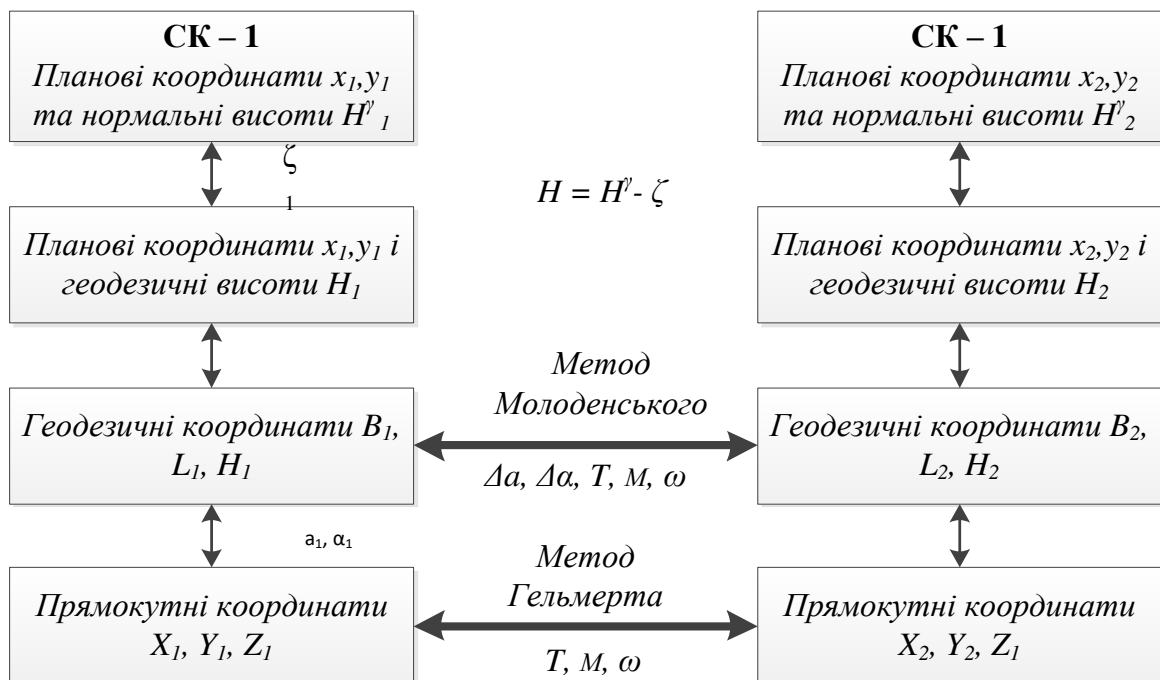 СК – 1
Планові координати x₁,y₁
та нормальні висоти Hᵞ₁
ζ
1
Планові координати x₁,y₁ і
геодезичні висоти H₁
Геодезичні координати B₁,
L₁, H₁
a₁, α₁
Прямокутні координати
X₁, Y₁, Z₁
H = Hᵞ- ζ
Метод
Молоденського
Δa, Δα, T, м, ω
Метод
Гельмерта
T, м, ω
СК – 1
Планові координати x₂,y₂
та нормальні висоти Hᵞ₂
Планові координати x₂,y₂ і
геодезичні висоти H₂
Геодезичні координати B₂,
L₂, H₂
Прямокутні координати
X₂, Y₂, Z₁